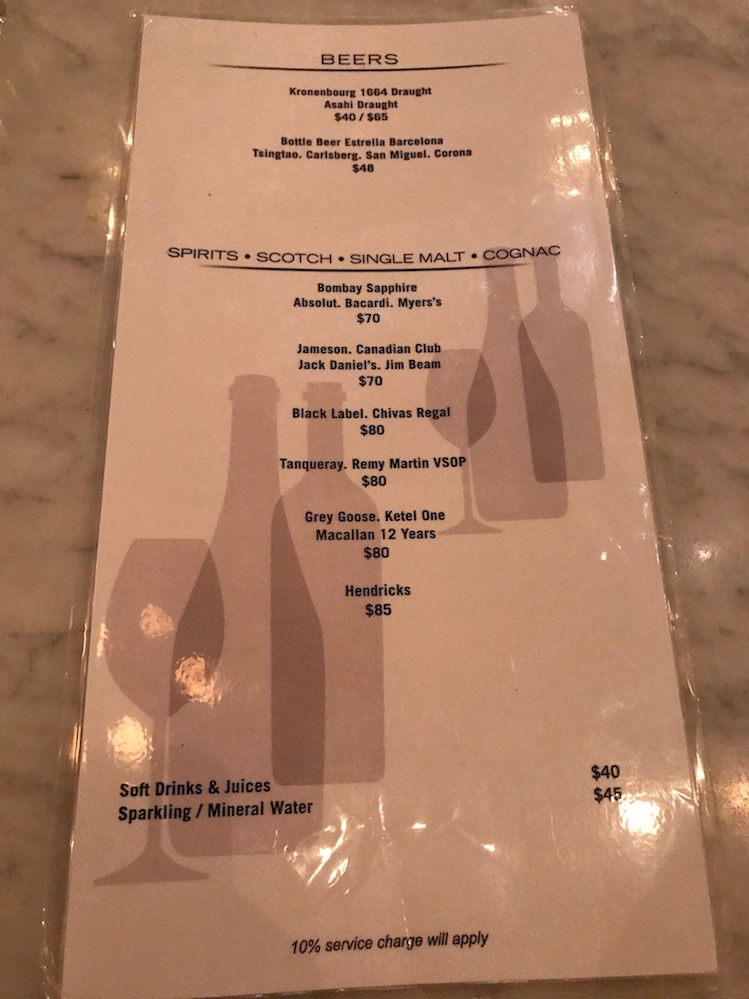 BEERS
Kronenbourg 1664 Draught
Asahi Draught
$40 / $65
Bottle Beer Estrella Barcelona
Tsingtao. Carlsberg. San Miguel. Corona
$48
SPIRITS • SCOTCH • SINGLE MALT • COGNAC
Bombay Sapphire
Absolut. Bacardi. Myers's
$70
Jameson. Canadian Club
Jack Daniel's. Jim Beam
$70
Black Label. Chivas Regal
$80
Tanqueray. Remy Martin VSOP
$80
Grey Goose. Ketel One
Macallan 12 Years
$80
Hendricks
$85
Soft Drinks & Juices $40
Sparkling / Mineral Water $45
10% service charge will apply